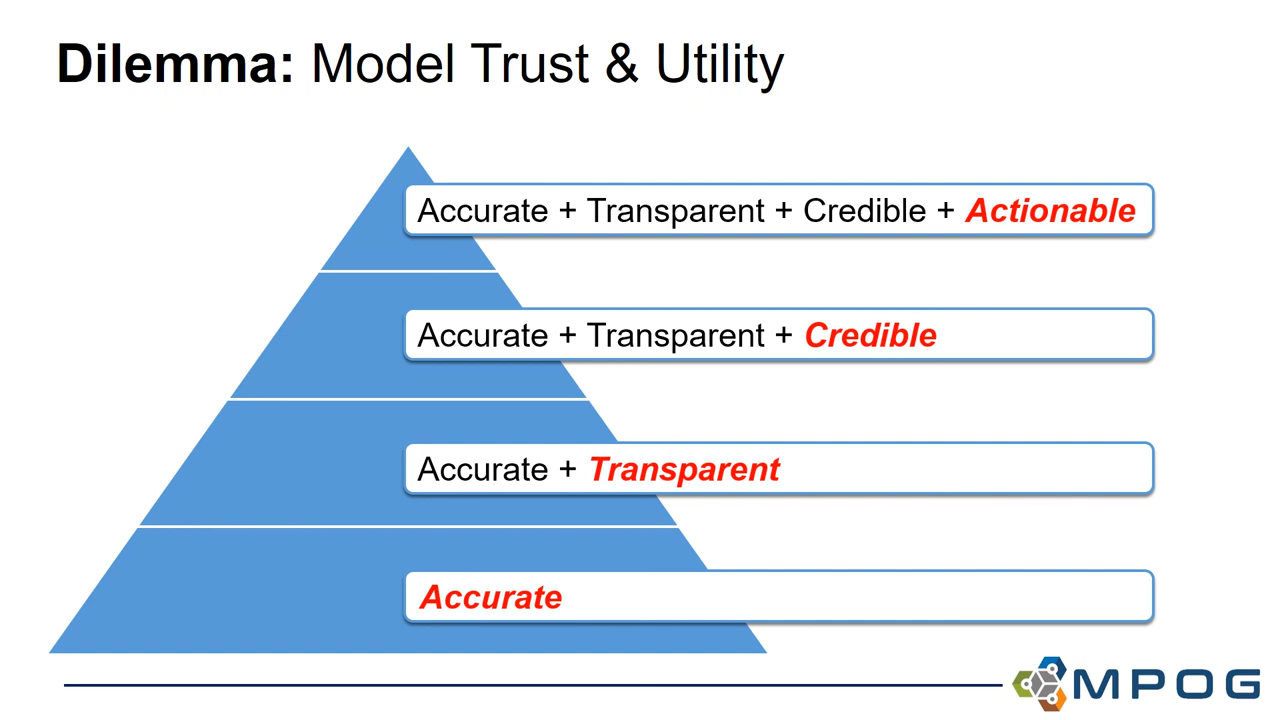 Dilemma: Model Trust & Utility
Accurate + Transparent + Credible + Actionable
Accurate + Transparent + Credible
Accurate + Transparent
Accurate
MPOG